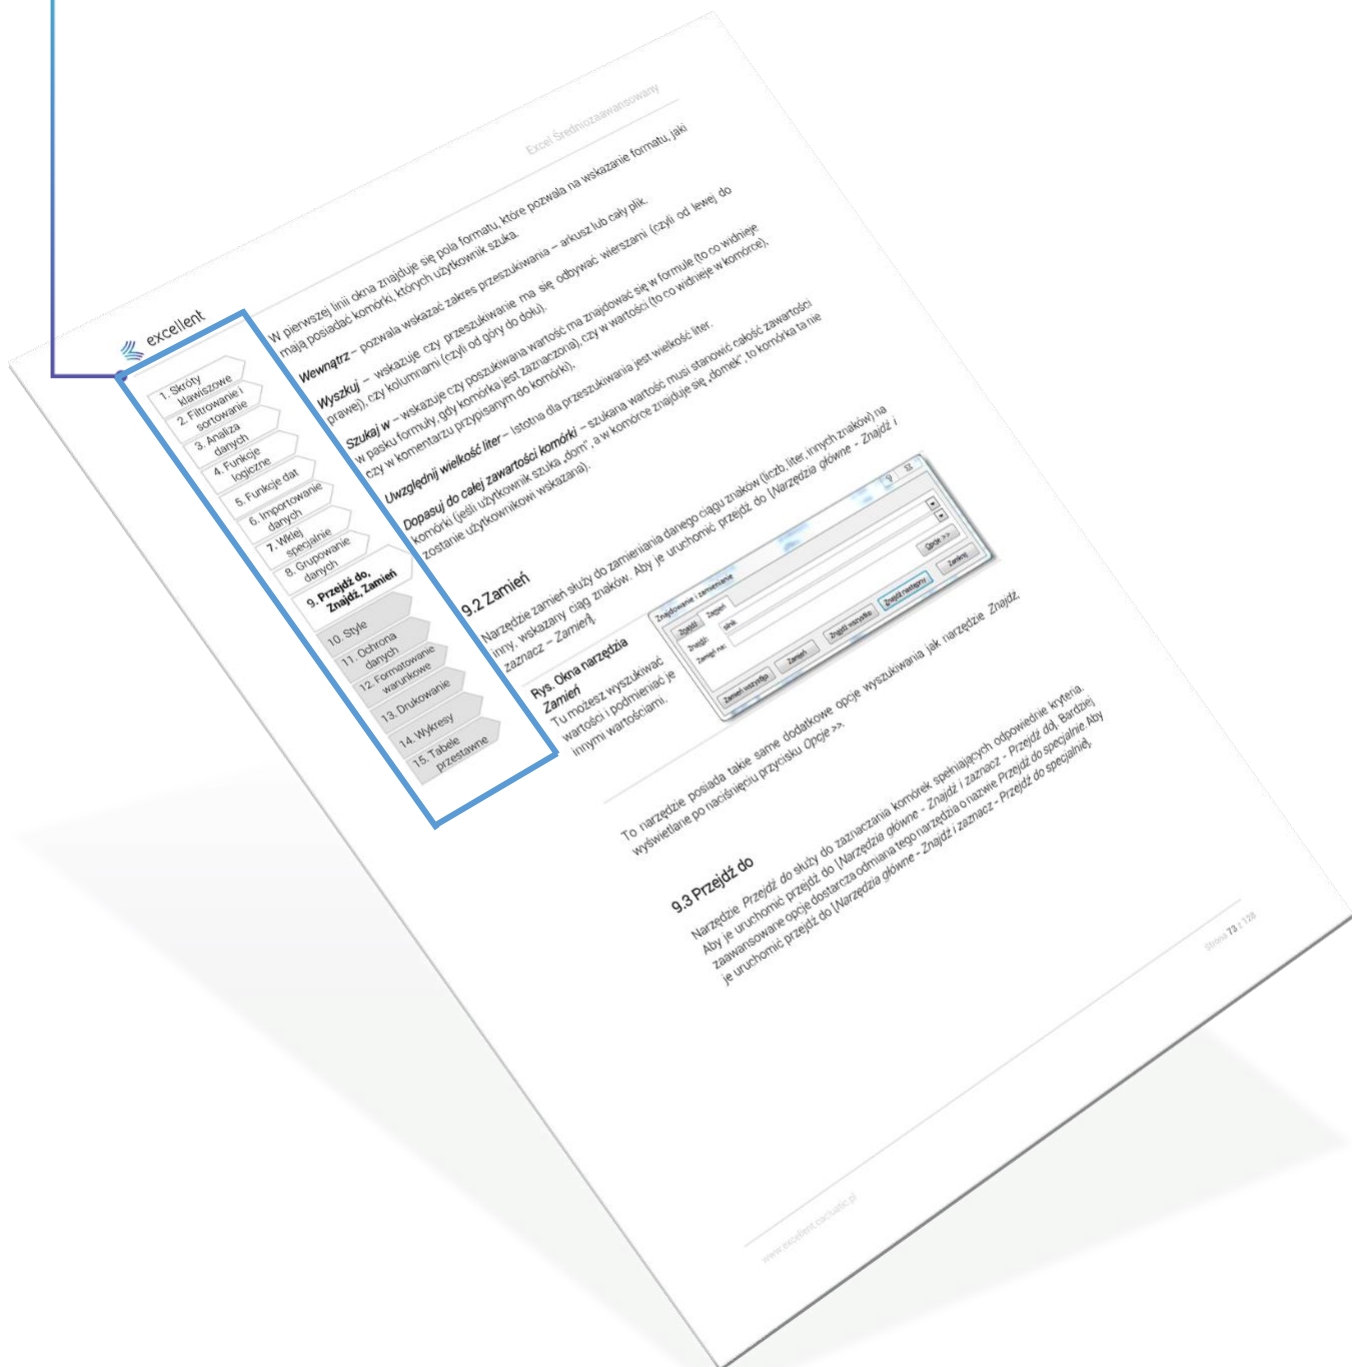 Excel Średniozaawansowany
excellent
1. Skróty
klawiszowe
2. Filtrowanie i
sortowanie
3. Analiza
danych
4. Funkcje
logiczne
5. Funkcje dat
6. Importowanie
danych
7. Wklej
specjalnie
8. Grupowanie
danych
9. Przejdź do,
Znajdź, Zamień
10. Style
11. Ochrona
danych
12. Formatowanie
warunkowe
13. Drukowanie
14. Wykresy
15. Tabele
przestawne
W pierwszej linii okna znajduje się pola formatu, które pozwala na wskazanie formatu, jaki
mają posiadać komórki, których użytkownik szuka.
Wewnątrz – pozwala wskazać zakres przeszukiwania – arkusz lub cały plik.
Wyszkuj – wskazuje czy przeszukiwanie ma się odbywać wierszami (czyli od lewej do
prawej), czy kolumnami (czyli od góry do dołu).
Szukaj w – wskazuje czy poszukiwana wartość ma znajdować się w formule (to co widnieje
w pasku formuły, gdy komórka jest zaznaczona), czy w wartości (to co widnieje w komórce),
czy w komentarzu przypisanym do komórki).
Uwzględnij wielkość liter – Istotna dla przeszukiwania jest wielkość liter.
Dopasuj do całej zawartości komórki – szukana wartość musi stanowić całość zawartości
komórki (jeśli użytkownik szuka „dom”, a w komórce znajduje się „domek”, to komórka ta nie
zostanie użytkownikowi wskazana).
9.2 Zamień
Narzędzie zamień służy do zamieniania danego ciągu znaków (liczb, liter, innych znaków) na
inny, wskazany ciąg znaków. Aby je uruchomić przejdź do [Narzędzia główne - Znajdź i
zaznacz – Zamień].
Rys. Okna narzędzia
Zamień
Tu możesz wyszukiwać
wartości i podmieniać je
innymi wartościami.
Znajdowanie i zamienianie
Znajdź Zamień
Znajdź:
Zamień na:
Opcje >>
Zamień wszystko Zamień Znajdź wszystko Znajdź następny Zamknij
To narzędzie posiada takie same dodatkowe opcje wyszukiwania jak narzędzie Znajdź
wyświetlane po naciśnięciu przycisku Opcje >>.
9.3 Przejdź do
Narzędzie Przejdź do służy do zaznaczania komórek spełniających odpowiednie kryteria.
Aby je uruchomić przejdź do [Narzędzia główne - Znajdź i zaznacz - Przejdź do]. Bardziej
zaawansowane opcje dostarcza odmiana tego narzędzia o nazwie Przejdź do specjalnie. Aby
je uruchomić przejdź do [Narzędzia główne - Znajdź i zaznacz - Przejdź do specjalnie].
Strona 73 z 128